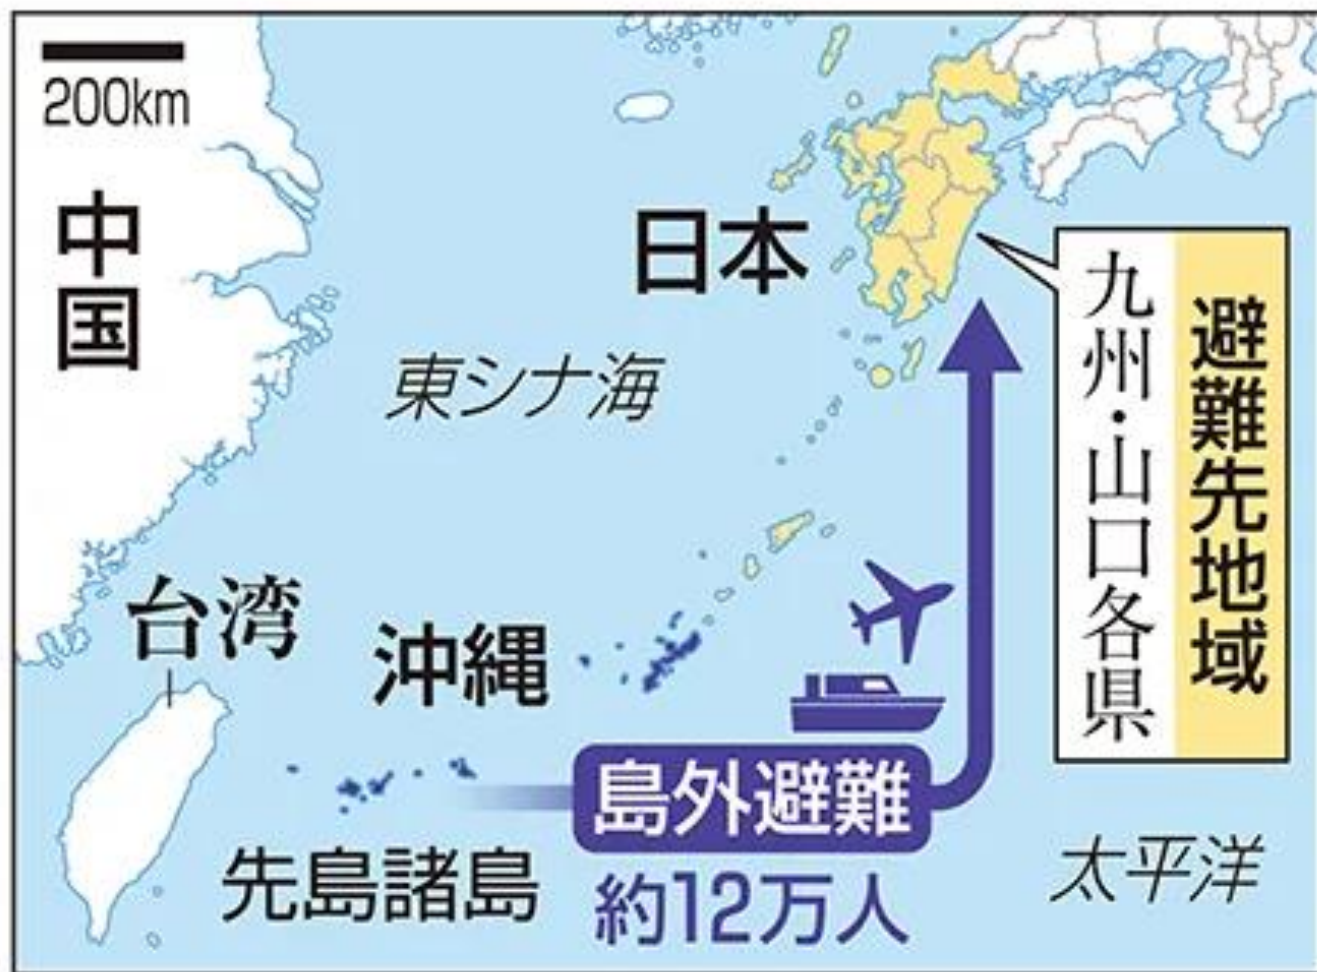 200km
中国
日本
東シナ海
避難先地域
九州・山口各県
台湾
沖縄
島外避難
約12万人
先島諸島
太平洋